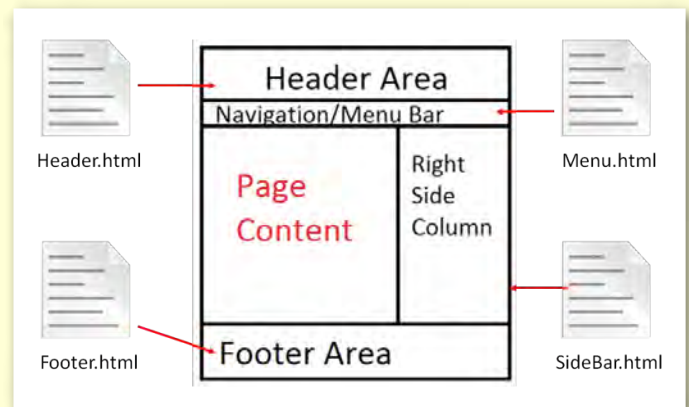 Header Area
Header.html
Navigation/Menu Bar
Menu.html
Page
Content
Right
Side
Column
Footer.html
Footer Area
SideBar.html